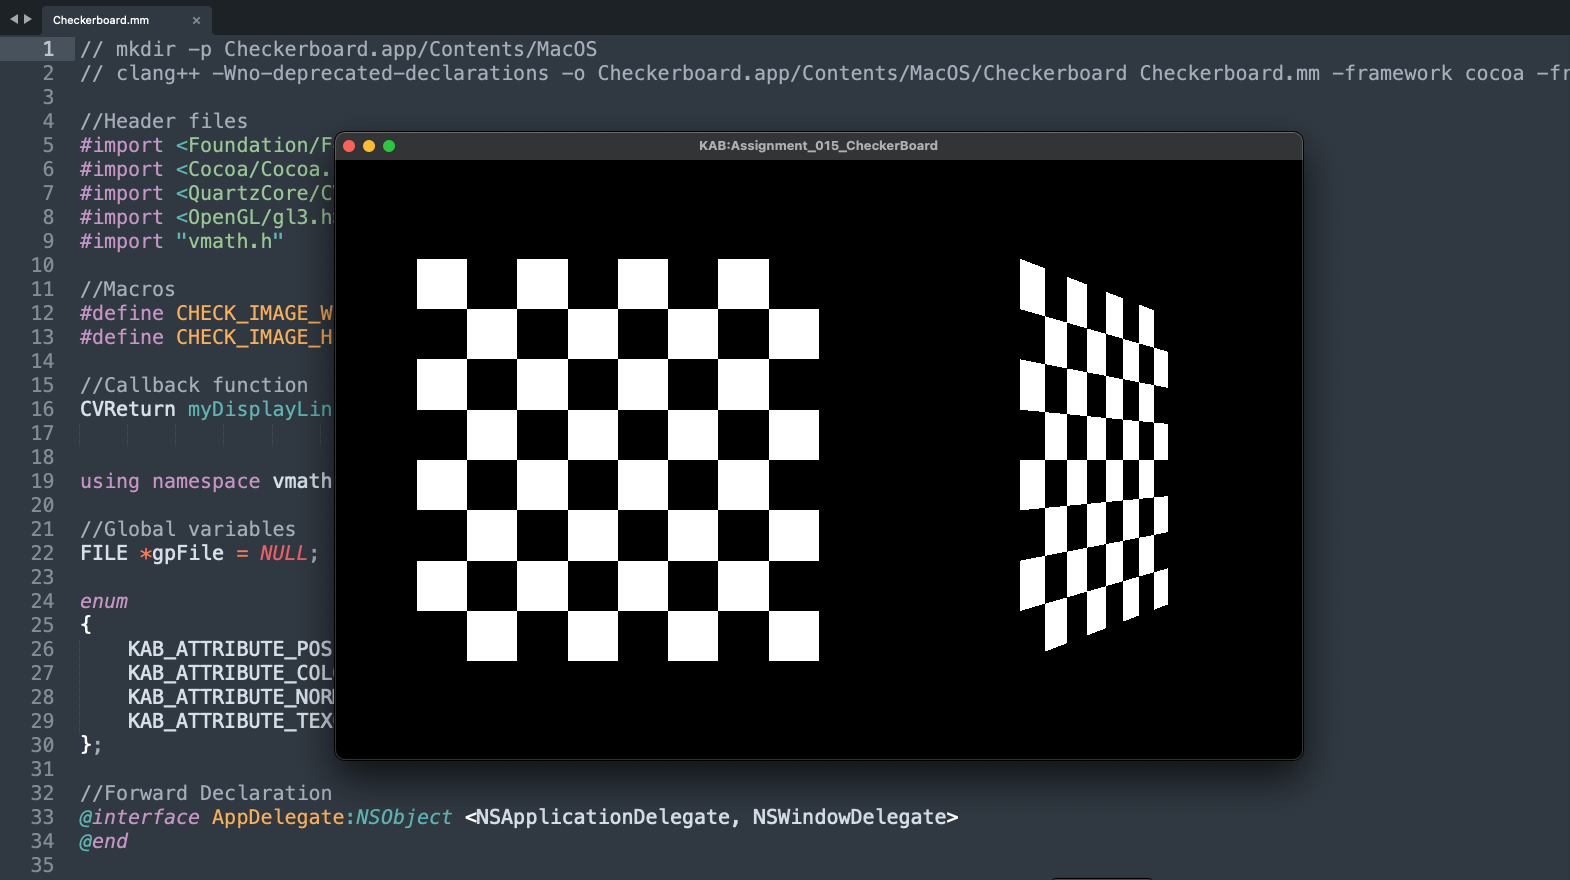 Checkerboard.mm
1 // mkdir -p Checkerboard.app/Contents/MacOS
2 // clang++ -Wno-deprecated-declarations -o Checkerboard.app/Contents/MacOS/Checkerboard Checkerboard.mm -framework cocoa -fr
3
4 //Header files
5 #import <Foundation/F
6 #import <Cocoa/Cocoa.
7 #import <QuartzCore/C
8 #import <OpenGL/gl3.h
9 #import "vmath.h"
10
11 //Macros
12 #define CHECK_IMAGE_W
13 #define CHECK_IMAGE_H
14
15 //Callback function
16 CVReturn myDisplayLin
17
18
19 using namespace vmath
20
21 //Global variables
22 FILE *gpFile = NULL;
23
24 enum
25 {
26 KAB_ATTRIBUTE_POS
27 KAB_ATTRIBUTE_COL
28 KAB_ATTRIBUTE_NOR
29 KAB_ATTRIBUTE_TEX
30 };
31
32 //Forward Declaration
33 @interface AppDelegate:NSObject <NSApplicationDelegate, NSWindowDelegate>
34 @end
35
KAB:Assignment_015_CheckerBoard